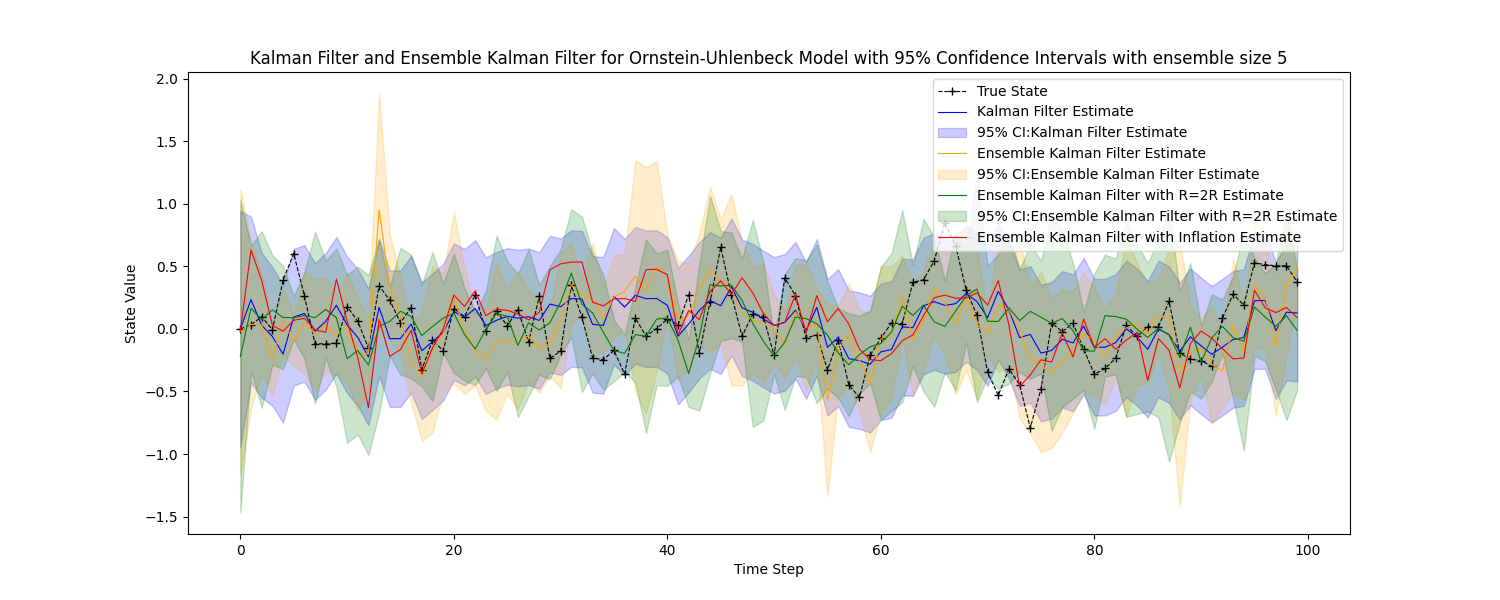 Kalman Filter and Ensemble Kalman Filter for Ornstein-Uhlenbeck Model with 95% Confidence Intervals with ensemble size 5
True State
Kalman Filter Estimate
95% CI:Kalman Filter Estimate
Ensemble Kalman Filter Estimate
95% CI:Ensemble Kalman Filter Estimate
Ensemble Kalman Filter with R=2R Estimate
95% CI:Ensemble Kalman Filter with R=2R Estimate
Ensemble Kalman Filter with Inflation Estimate
State Value
2.0
1.5
1.0
0.5
0.0
−0.5
−1.0
−1.5
0 20 40 60 80 100
Time Step